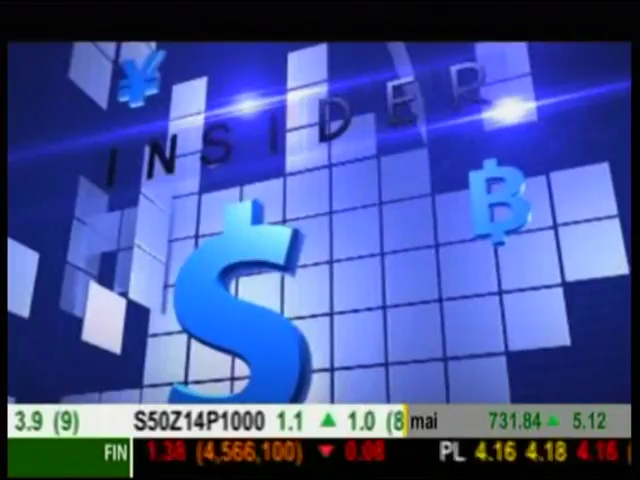 ¥
INSIDER
฿
$
3.9 (9) S50Z14P1000 1.1 ▲ 1.0 (8 mai 731.84 ▲ 5.12
FIN 1.38 (4,566,100) ▼ 0.08 PL 4.16 4.18 4.16